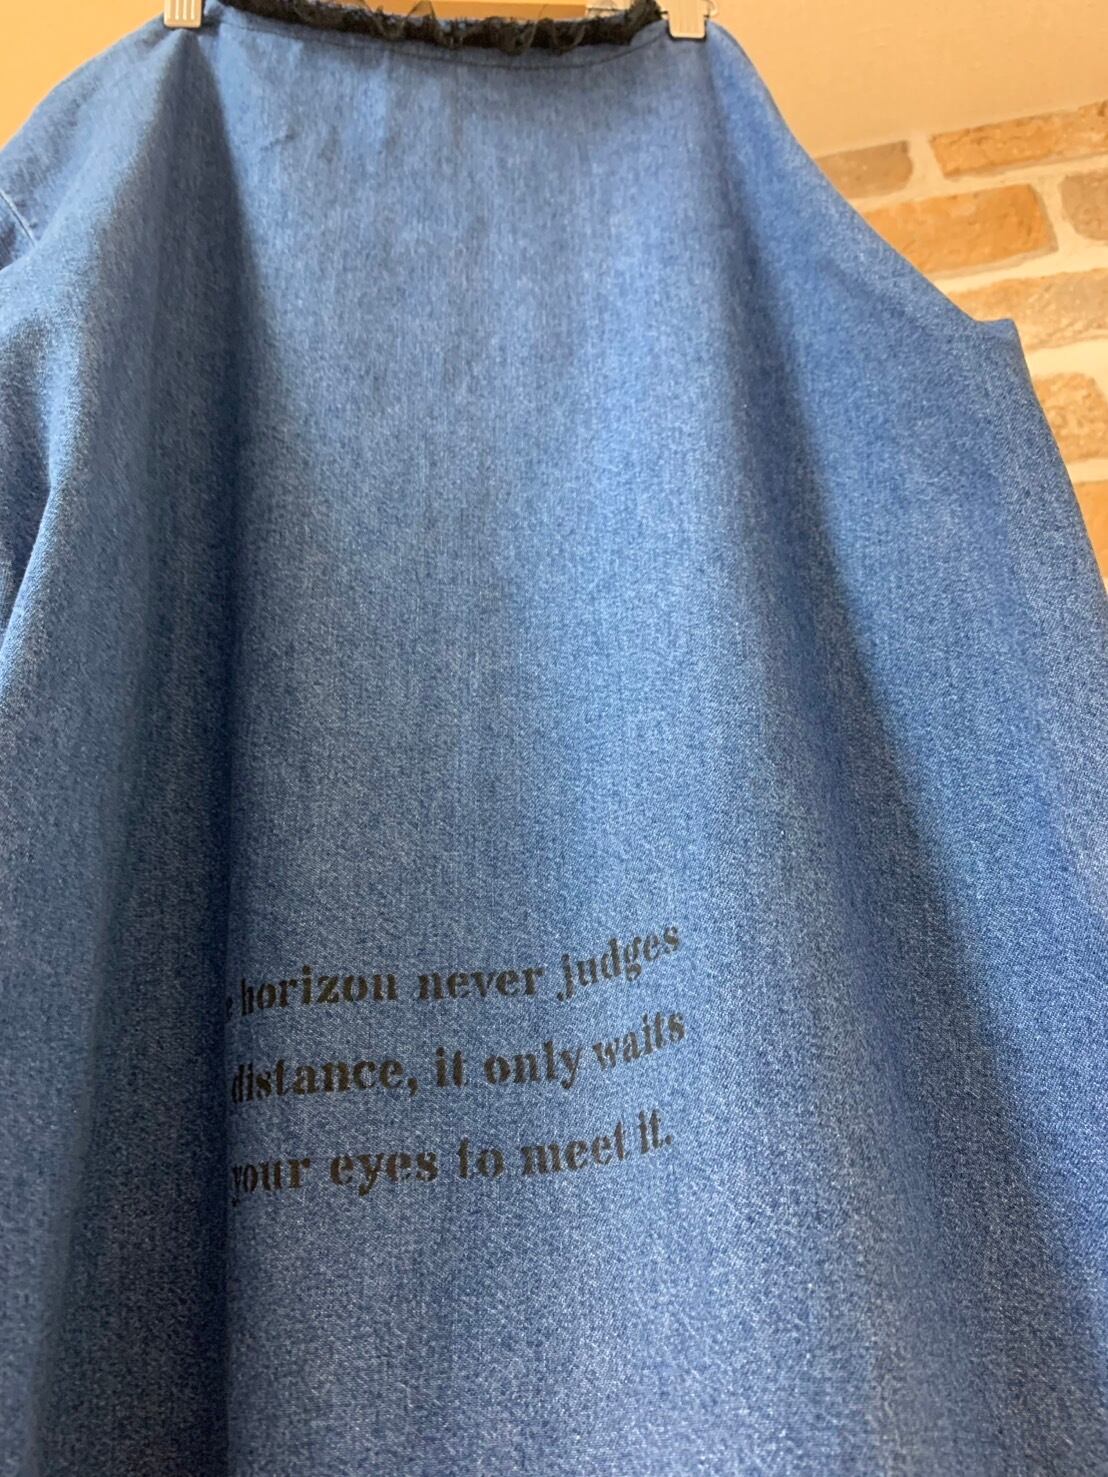 horizon never judges
distance, it only waits
your eyes to meet it.